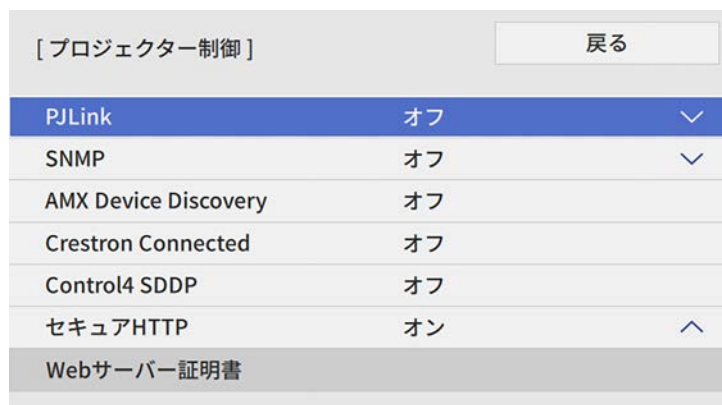 [ プロジェクター制御 ] 戻る
PJLink オフ
SNMP オフ
AMX Device Discovery オフ
Crestron Connected オフ
Control4 SDDP オフ
セキュアHTTP オン
Webサーバー証明書